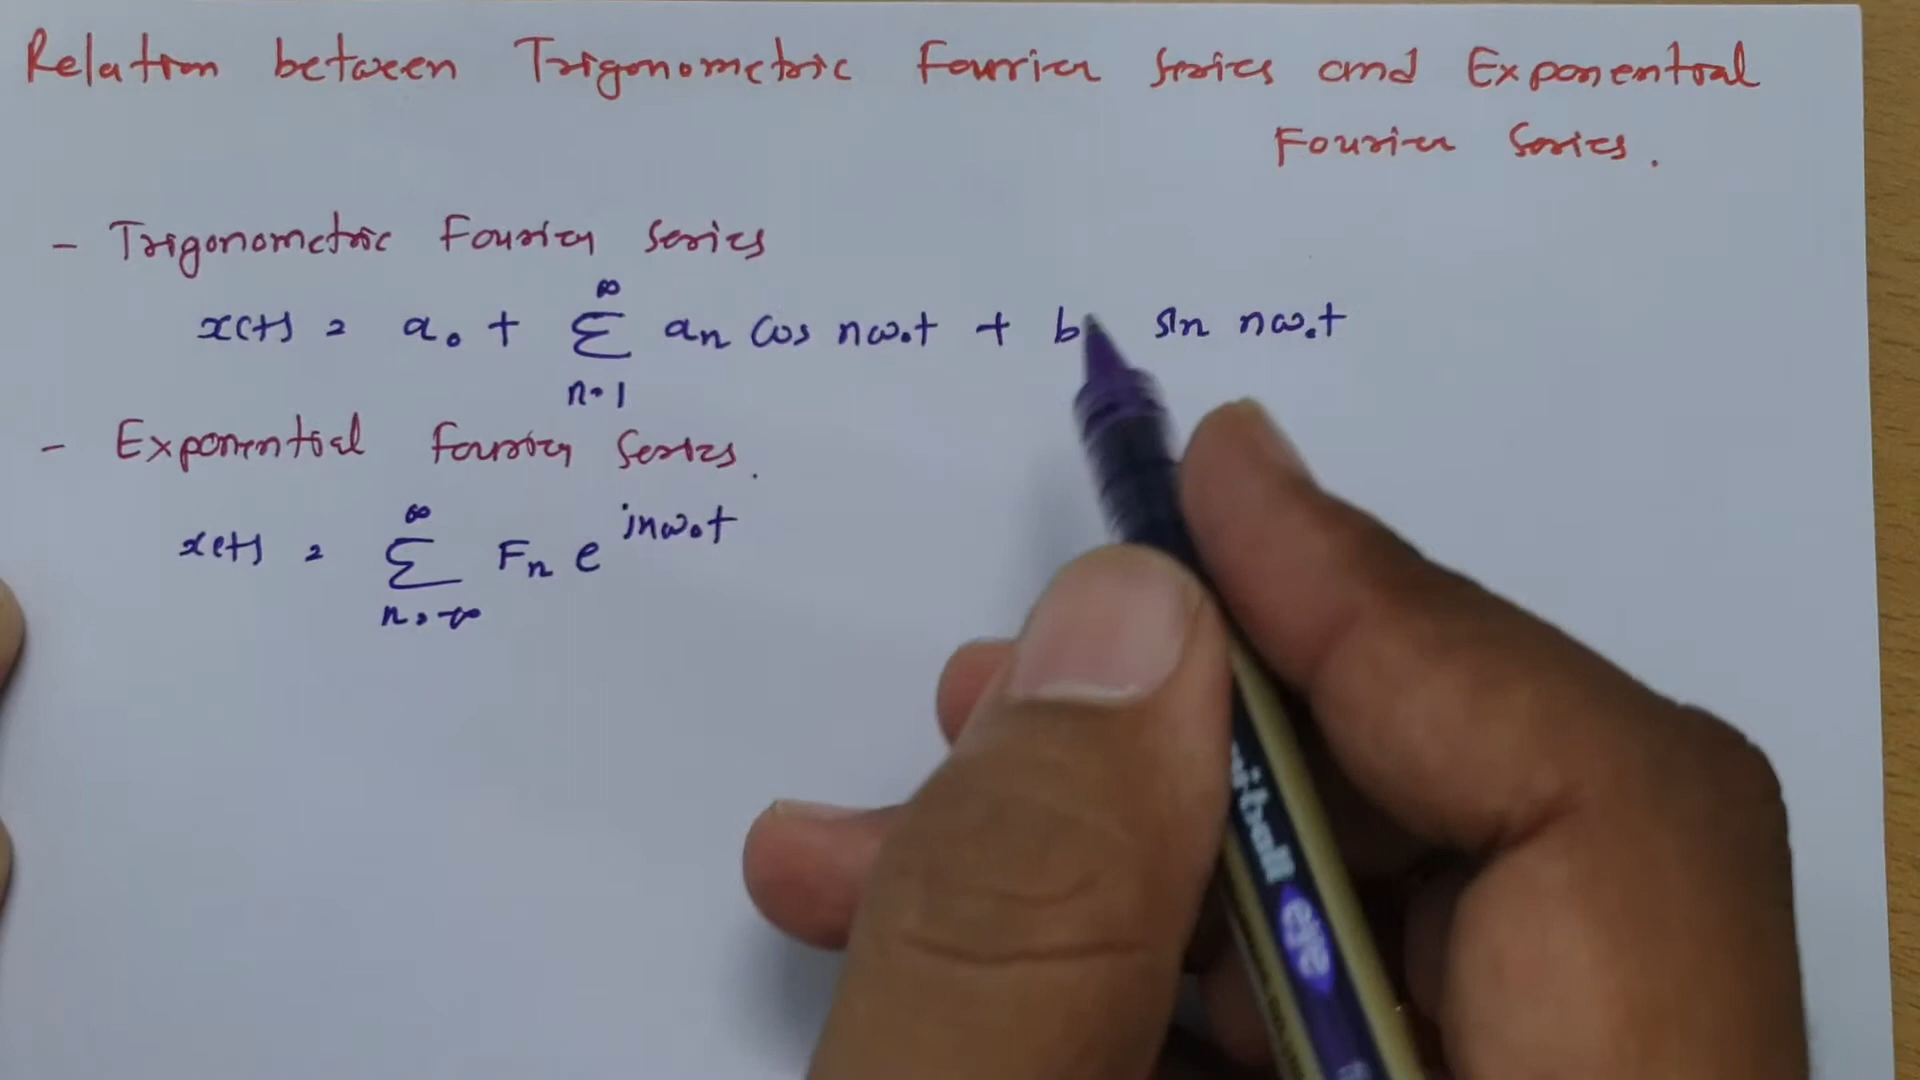 Relation between Trigonometric Fourier Series and Exponential
Fourier Series.
- Trigonometric Fourier Series
x(t) = a₀ + ∞ Σ n=1 aₙ cos nω₀t + b sin nω₀t
- Exponential Fourier Series.
x(t) = ∞ Σ n=-∞ Fₙ e^jnω₀t
eye